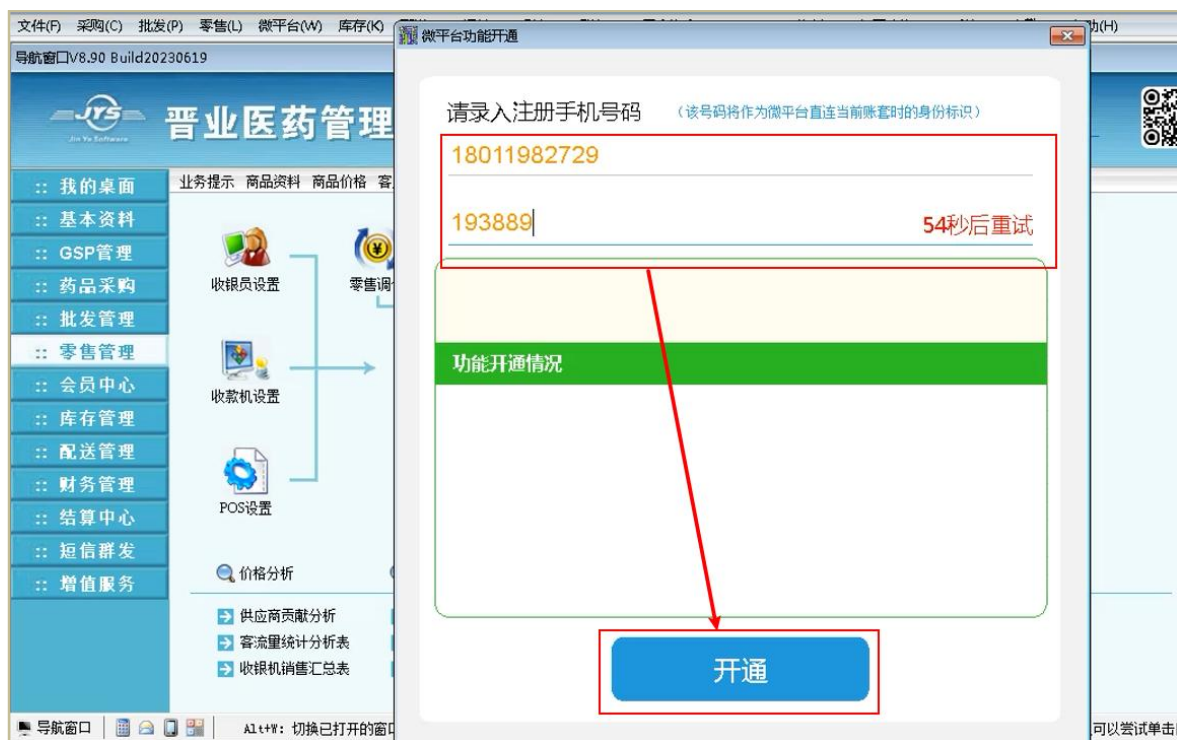 文件(F) 采购(C) 批发(P) 零售(L) 微平台(W) 库存(K)
助(H)
微平台功能开通
导航窗口V8.90 Build20230619
JYS
Jin Ye Software
晋业医药管理
请录入注册手机号码 (该号码将作为微平台直连当前账套时的身份标识)
18011982729
193889
54秒后重试
功能开通情况
开通
:: 我的桌面
:: 基本资料
:: GSP管理
:: 药品采购
:: 批发管理
:: 零售管理
:: 会员中心
:: 库存管理
:: 配送管理
:: 财务管理
:: 结算中心
:: 短信群发
:: 增值服务
业务提示 商品资料 商品价格 客
收银员设置
零售调
收款机设置
POS设置
价格分析
供应商贡献分析
客流量统计分析表
收银机销售汇总表
导航窗口
Alt+W: 切换已打开的窗口
可以尝试单击